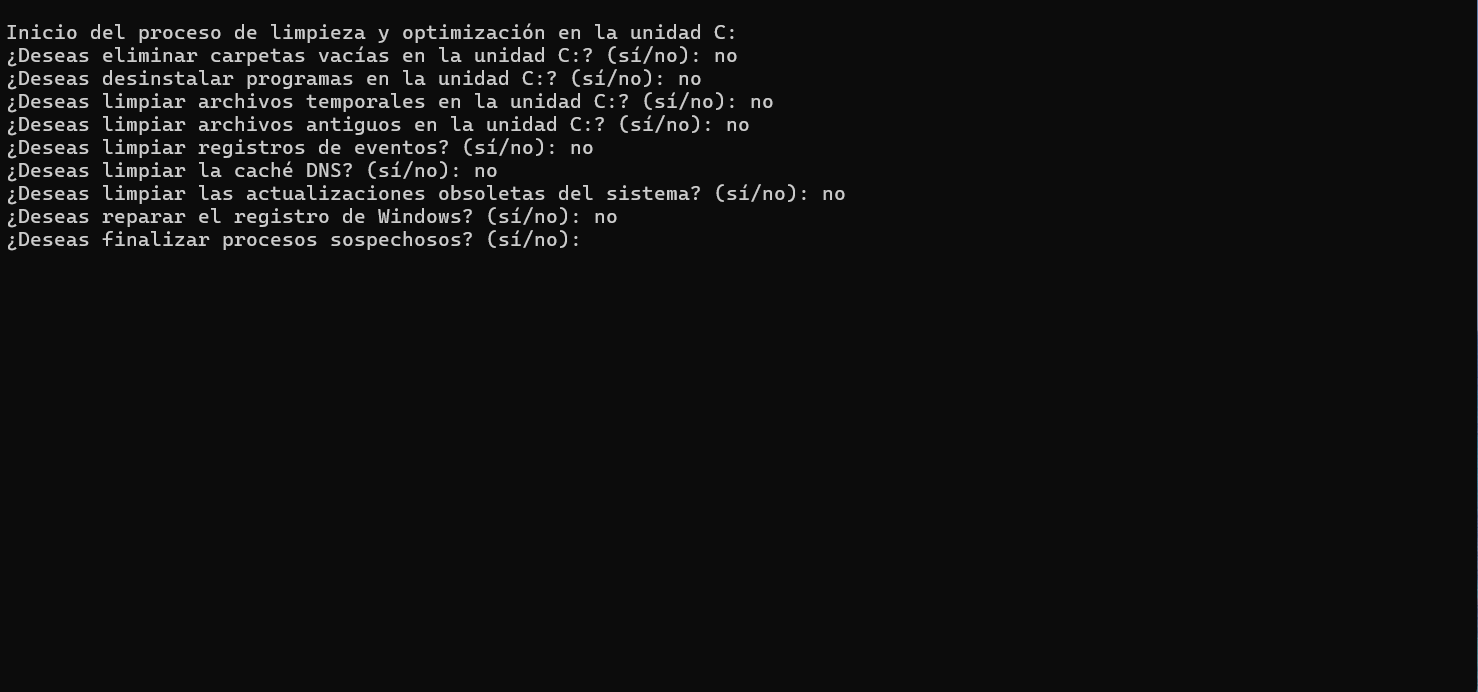 Inicio del proceso de limpieza y optimización en la unidad C:
¿Deseas eliminar carpetas vacías en la unidad C:? (sí/no): no
¿Deseas desinstalar programas en la unidad C:? (sí/no): no
¿Deseas limpiar archivos temporales en la unidad C:? (sí/no): no
¿Deseas limpiar archivos antiguos en la unidad C:? (sí/no): no
¿Deseas limpiar registros de eventos? (sí/no): no
¿Deseas limpiar la caché DNS? (sí/no): no
¿Deseas limpiar las actualizaciones obsoletas del sistema? (sí/no): no
¿Deseas reparar el registro de Windows? (sí/no): no
¿Deseas finalizar procesos sospechosos? (sí/no):